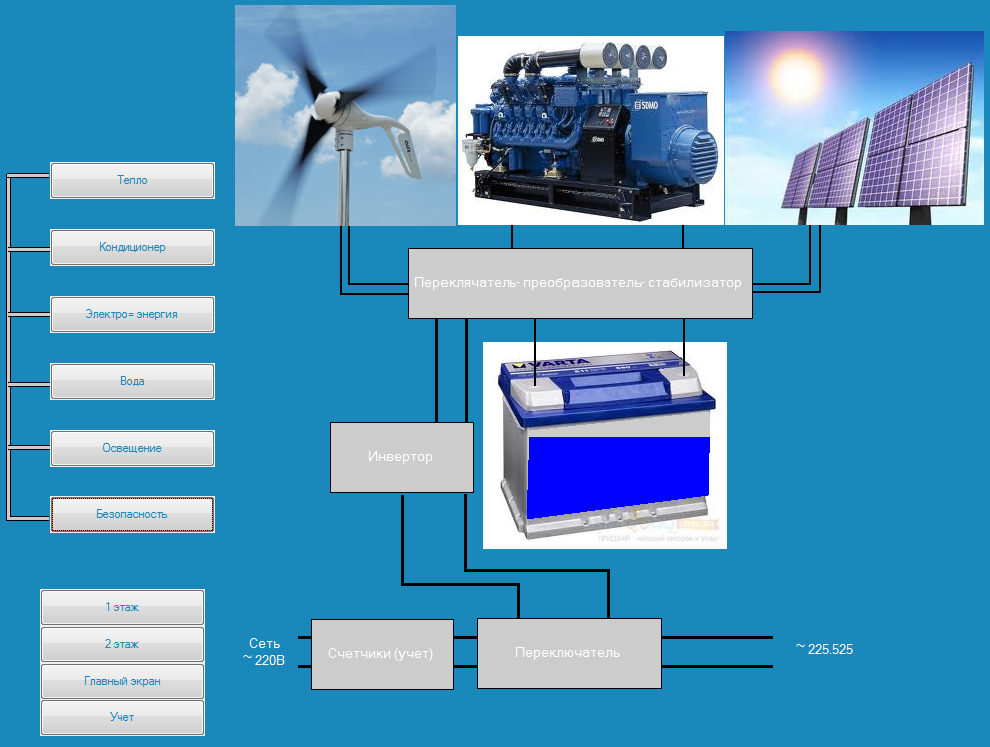 SDMO
Тепло
Кондиционер
Электро= энергия
Вода
Освещение
Безопасность
Переклячатель- преобразователь- стабилизатор
VARTA
Инвертор
1 этаж
2 этаж
Главный экран
Учет
Сеть
~ 220В
Счетчики (учет)
Переключатель
~ 225.525